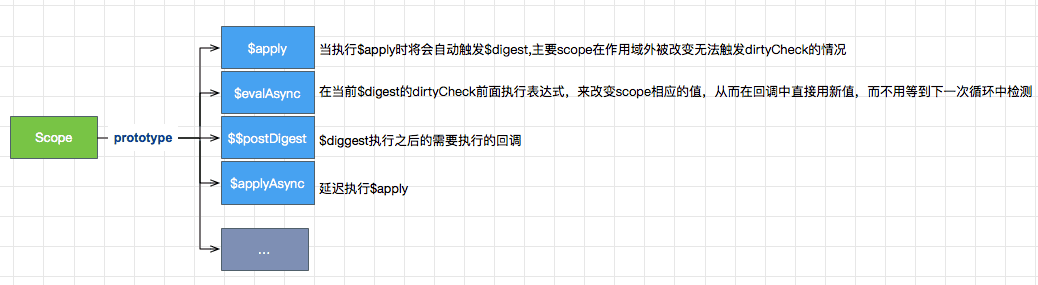 $apply
当执行$apply时将会自动触发$digest,主要scope在作用域外被改变无法触发dirtyCheck的情况
$evalAsync
在当前$digest的dirtyCheck前面执行表达式，来改变scope相应的值，从而在回调中直接用新值，而不用等到下一次循环中检测
Scope
prototype
$$postDigest
$diggest执行之后的需要执行的回调
$applyAsync
延迟执行$apply
...